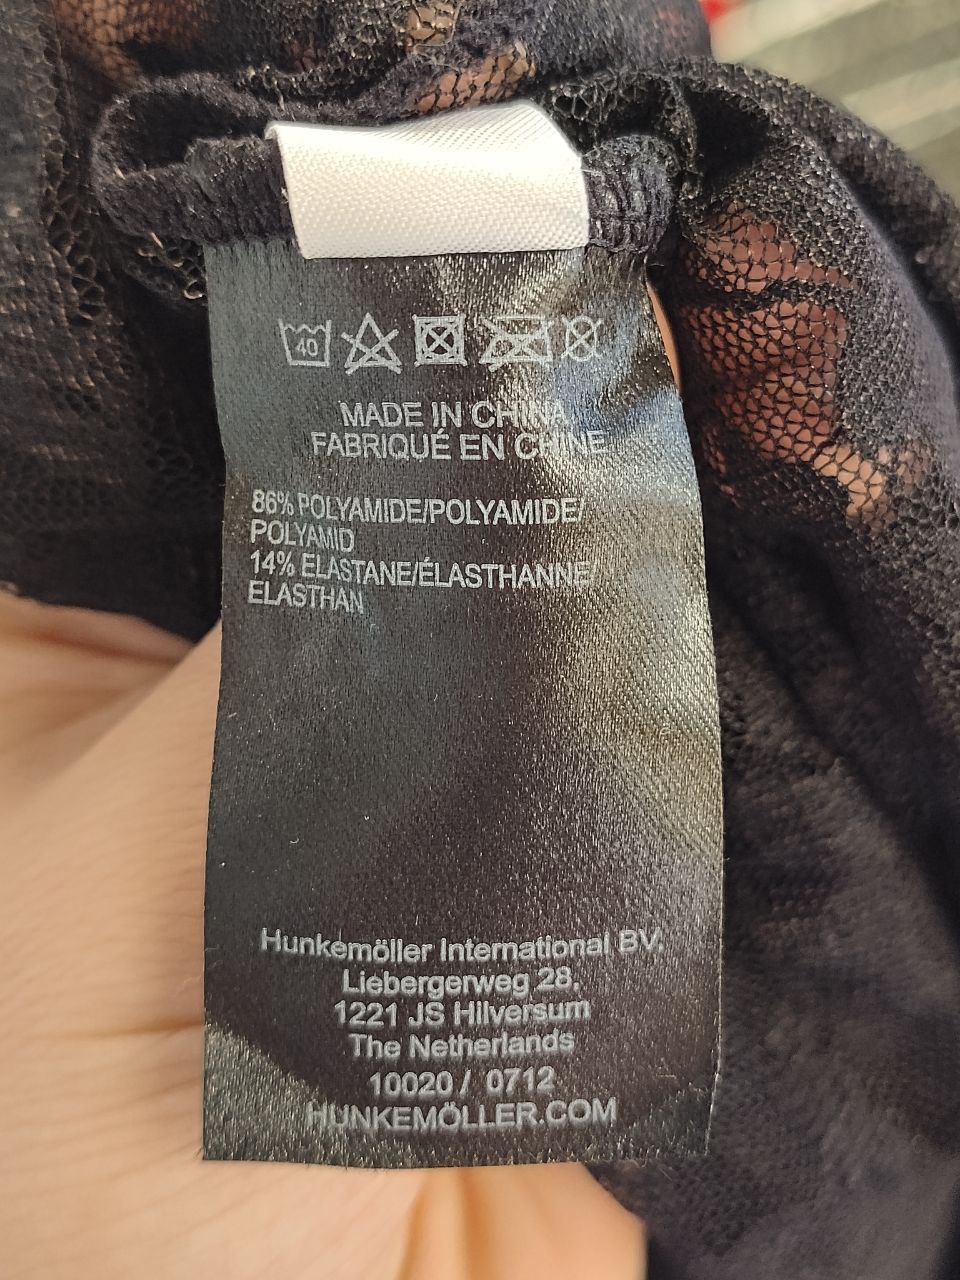 40
MADE IN CHINA
FABRIQUÉ EN CHINE
86% POLYAMIDE/POLYAMIDE/
POLYAMID
14% ELASTANE/ÉLASTHANNE/
ELASTHAN
Hunkemöller International BV.
Liebergerweg 28,
1221 JS Hilversum
The Netherlands
10020 / 0712
HUNKEMÖLLER.COM